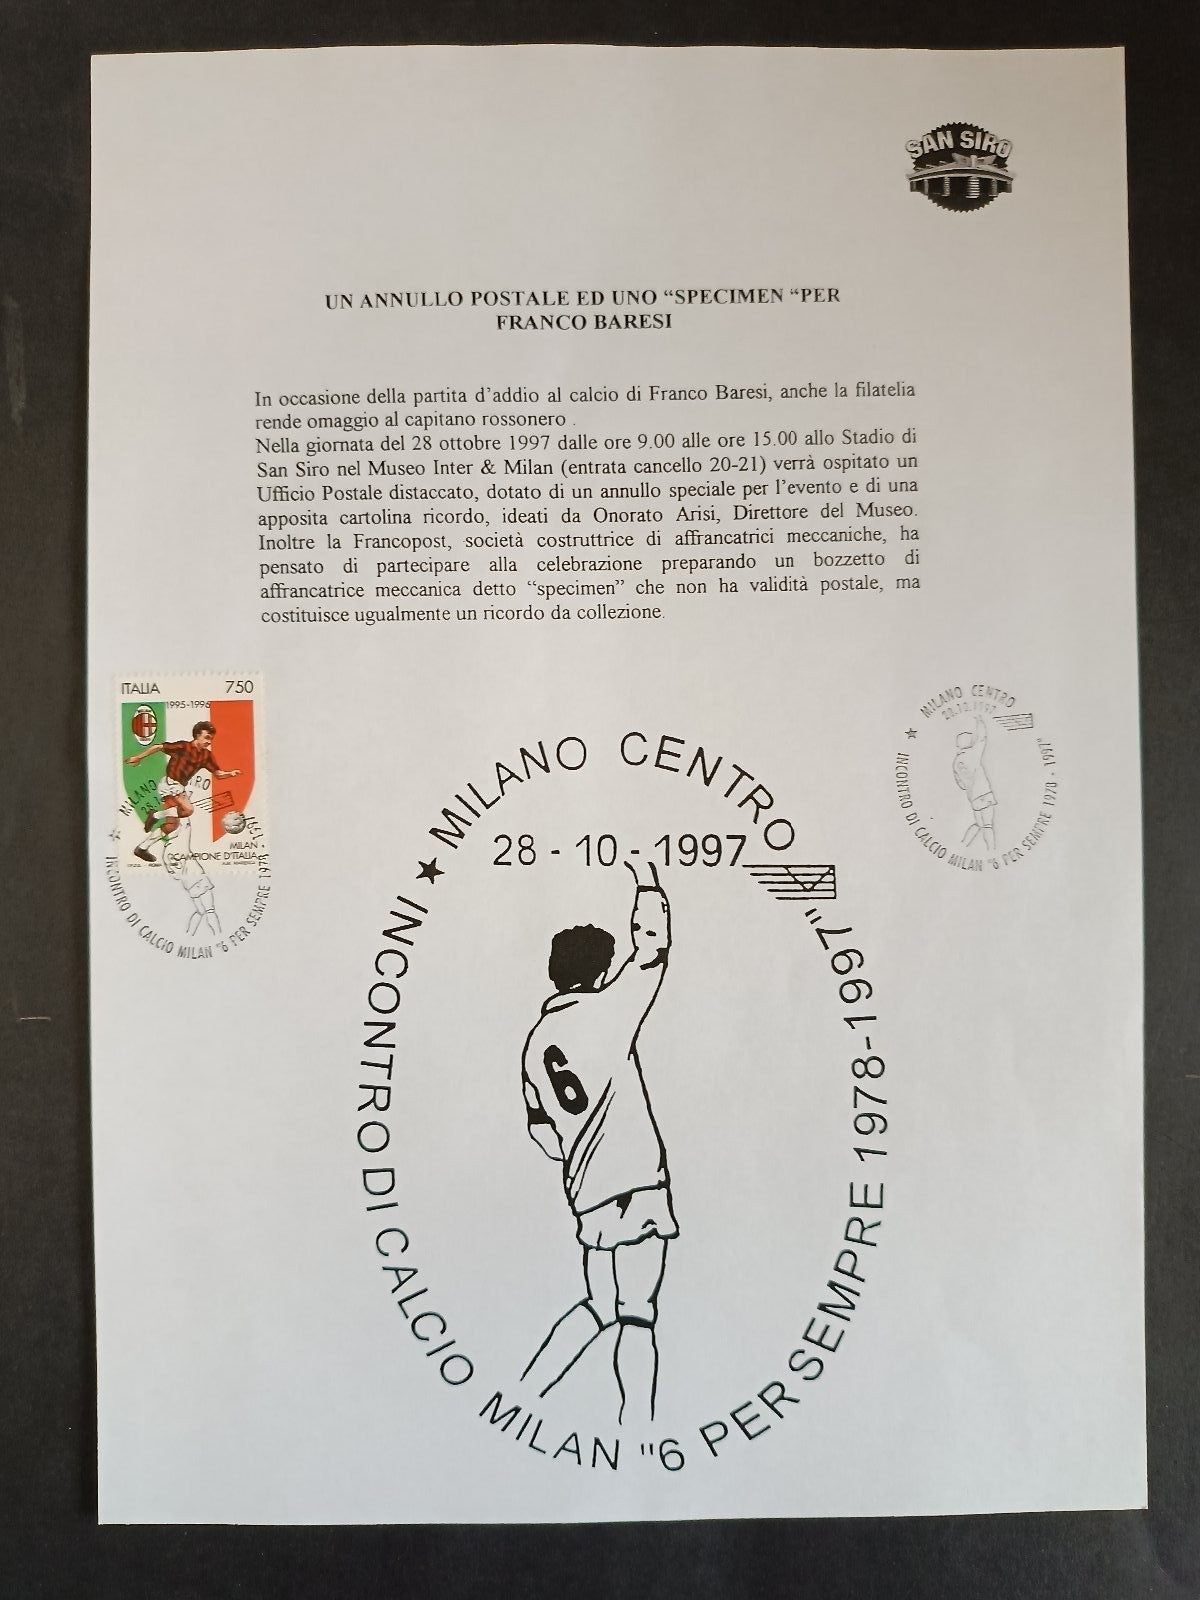 SAN SIRO
UN ANNULLO POSTALE ED UNO “SPECIMEN “PER
FRANCO BARESI
In occasione della partita d’addio al calcio di Franco Baresi, anche la filatelia
rende omaggio al capitano rossonero .
Nella giornata del 28 ottobre 1997 dalle ore 9.00 alle ore 15.00 allo Stadio di
San Siro nel Museo Inter & Milan (entrata cancello 20-21) verrà ospitato un
Ufficio Postale distaccato, dotato di un annullo speciale per l’evento e di una
apposita cartolina ricordo, ideati da Onorato Arisi, Direttore del Museo.
Inoltre la Francopost, società costruttrice di affrancatrici meccaniche, ha
pensato di partecipare alla celebrazione preparando un bozzetto di
affrancatrice meccanica detto “specimen” che non ha validità postale, ma
costituisce ugualmente un ricordo da collezione.
ITALIA 750
1995-1996
MILAN
CAMPIONE D'ITALIA
MILANO CENTRO
28.10.1997
★ INCONTRO DI CALCIO MILAN "6 PER SEMPRE 1978 - 1997"
MILANO CENTRO
28 - 10 - 1997
★ INCONTRO DI CALCIO MILAN "6 PER SEMPRE 1978-1997"
6
MILANO CENTRO
28.10.1997
★ INCONTRO DI CALCIO MILAN "6 PER SEMPRE 1978 - 1997"